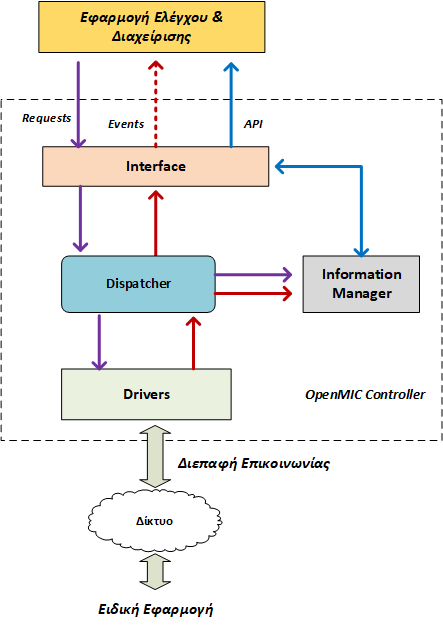 Εφαρμογή Ελέγχου &
Διαχείρισης
Requests
Events
API
Interface
Dispatcher
Information
Manager
Drivers
OpenMIC Controller
Διεπαφή Επικοινωνίας
Δίκτυο
Ειδική Εφαρμογή